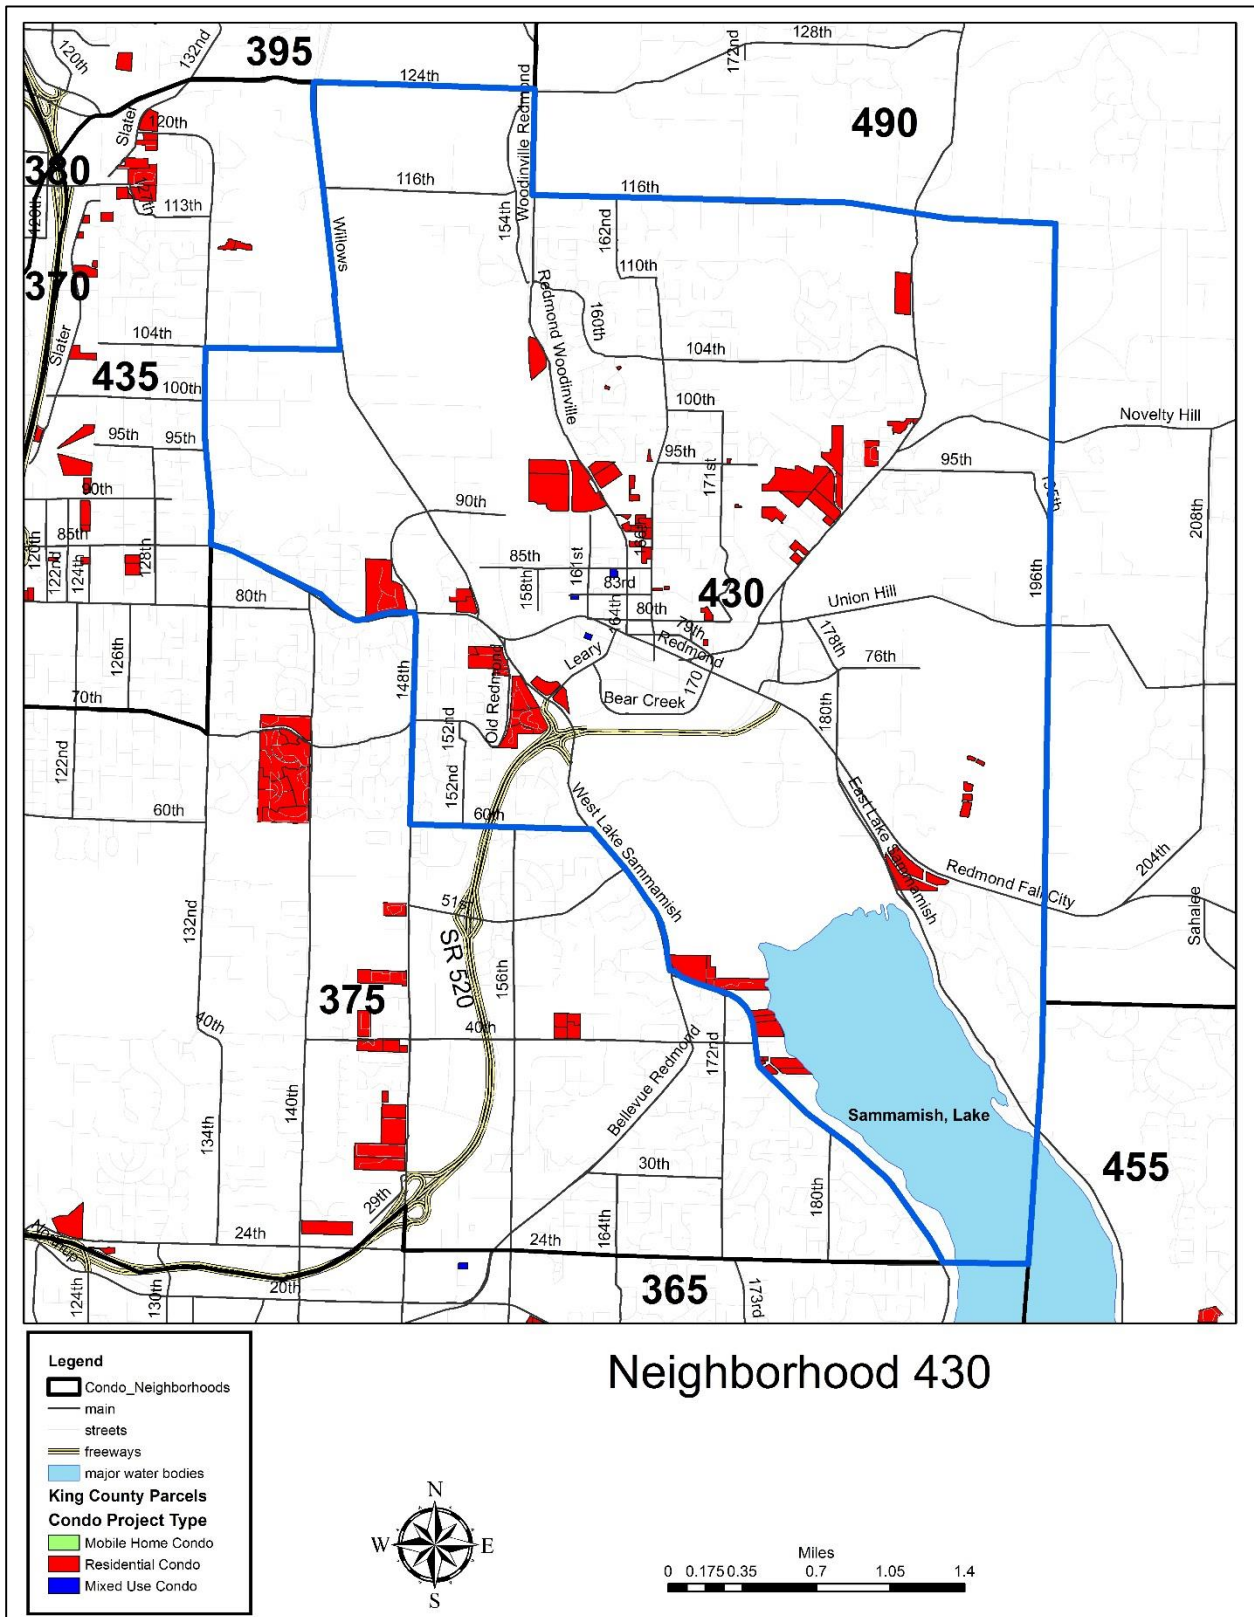 395
128th
172nd
132nd
120th
124th
Woodinville Redmond
490
Slater
120th
380
116th
116th
113th
120th
154th
162nd
Willows
370
110th
Redmond Woodinville
160th
104th
104th
Slater
435
100th
100th
Novelty Hill
95th
95th
95th
171st
95th
195th
90th
90th
208th
85th
85th
120th
122nd
124th
128th
161st
166th
158th
83rd
430
196th
80th
164th
80th
Union Hill
79th
178th
126th
148th
Leary
Redmond
76th
70th
Old Redmond
Bear Creek
170
180th
152nd
122nd
152nd
60th
60th
West Lake Sammamish
East Lake Sammamish
Redmond Fall City
204th
Sahalee
132nd
51st
SR 520
156th
375
40th
40th
172nd
Bellevue Redmond
140th
134th
Sammamish, Lake
455
30th
29th
180th
164th
24th
24th
Northup
20th
124th
130th
365
173rd
Neighborhood 430
Legend
Condo_Neighborhoods
main
streets
freeways
major water bodies
King County Parcels
Condo Project Type
Mobile Home Condo
Residential Condo
Mixed Use Condo
N
W E
S
Miles
0 0.175 0.35 0.7 1.05 1.4